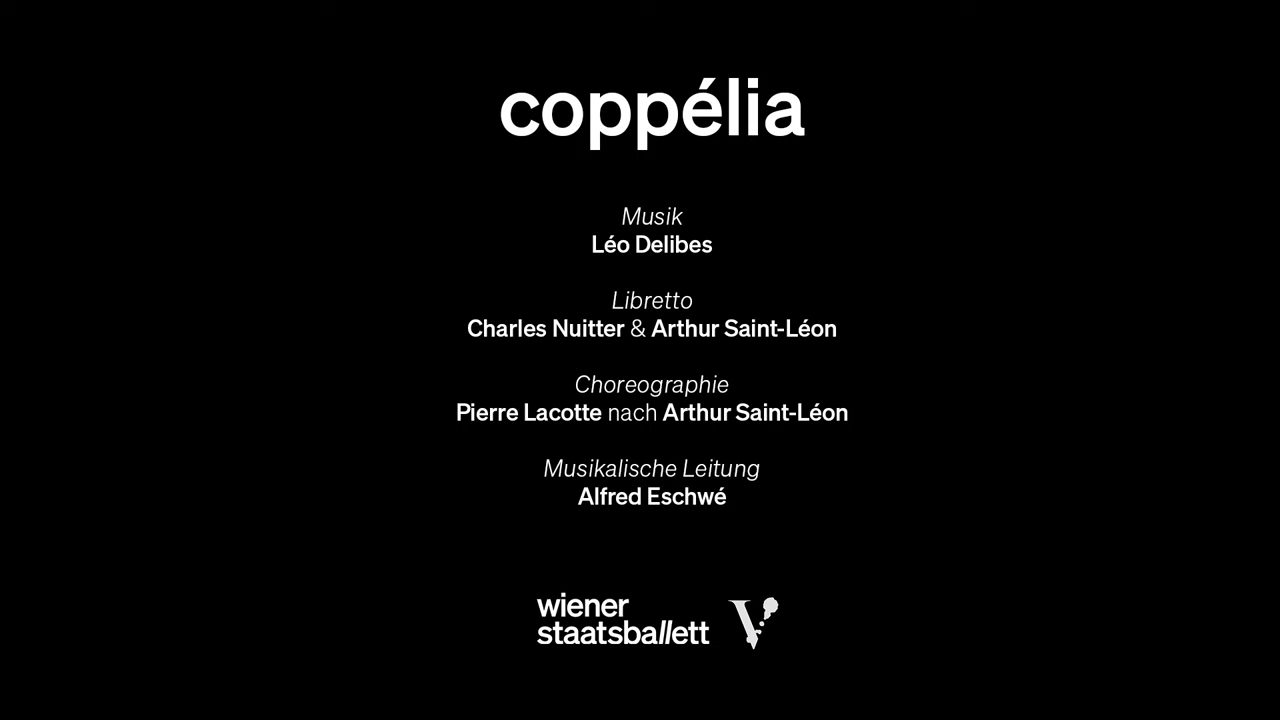 coppélia
Musik
Léo Delibes
Libretto
Charles Nuitter & Arthur Saint-Léon
Choreographie
Pierre Lacotte nach Arthur Saint-Léon
Musikalische Leitung
Alfred Eschwé
wiener
staatsballett
V